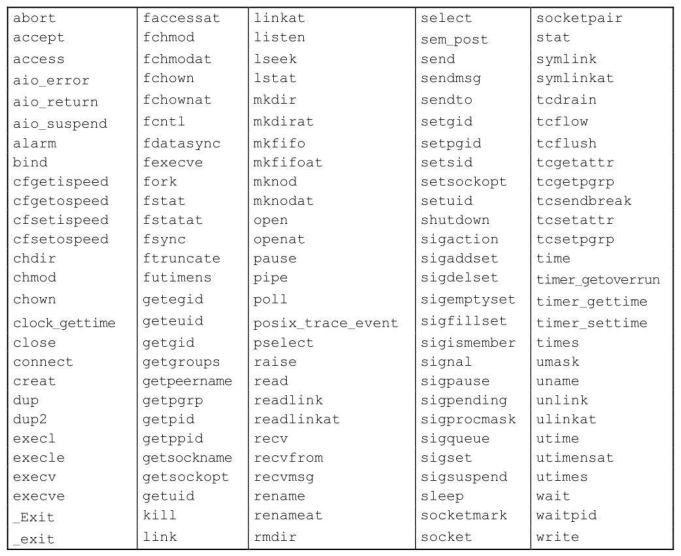 abort faccessat linkat select socketpair
accept fchmod listen sem_post stat
access fchmodat lseek send symlink
aio_error fchown lstat sendmsg symlinkat
aio_return fchownat mkdir sendto tcdrain
aio_suspend fcntl mkdirat setgid tcflow
alarm fdatasync mkfifo setpgid tcflush
bind fexecve mkfifoat setsid tcgetattr
cfgetispeed fork mknod setsockopt tcgetpgrp
cfgetospeed fstat mknodat setuid tcsendbreak
cfsetispeed fstatat open shutdown tcsetattr
cfsetospeed fsync openat sigaction tcsetpgrp
chdir ftruncate pause sigaddset time
chmod futimens pipe sigdelset timer_getoverrun
chown getegid poll sigemptyset timer_gettime
clock_gettime geteuid posix_trace_event sigfillset timer_settime
close getgid pselect sigismember times
connect getgroups raise signal umask
creat getpeername read sigpause uname
dup getpgrp readlink sigpending unlink
dup2 getpid readlinkat sigprocmask ulinkat
execl getppid recv sigqueue utime
execle getsockname recvfrom sigset utimensat
execv getsockopt recvmsg sigsuspend utimes
execve getuid rename sleep wait
_Exit kill renameat socketmark waitpid
_exit link rmdir socket write